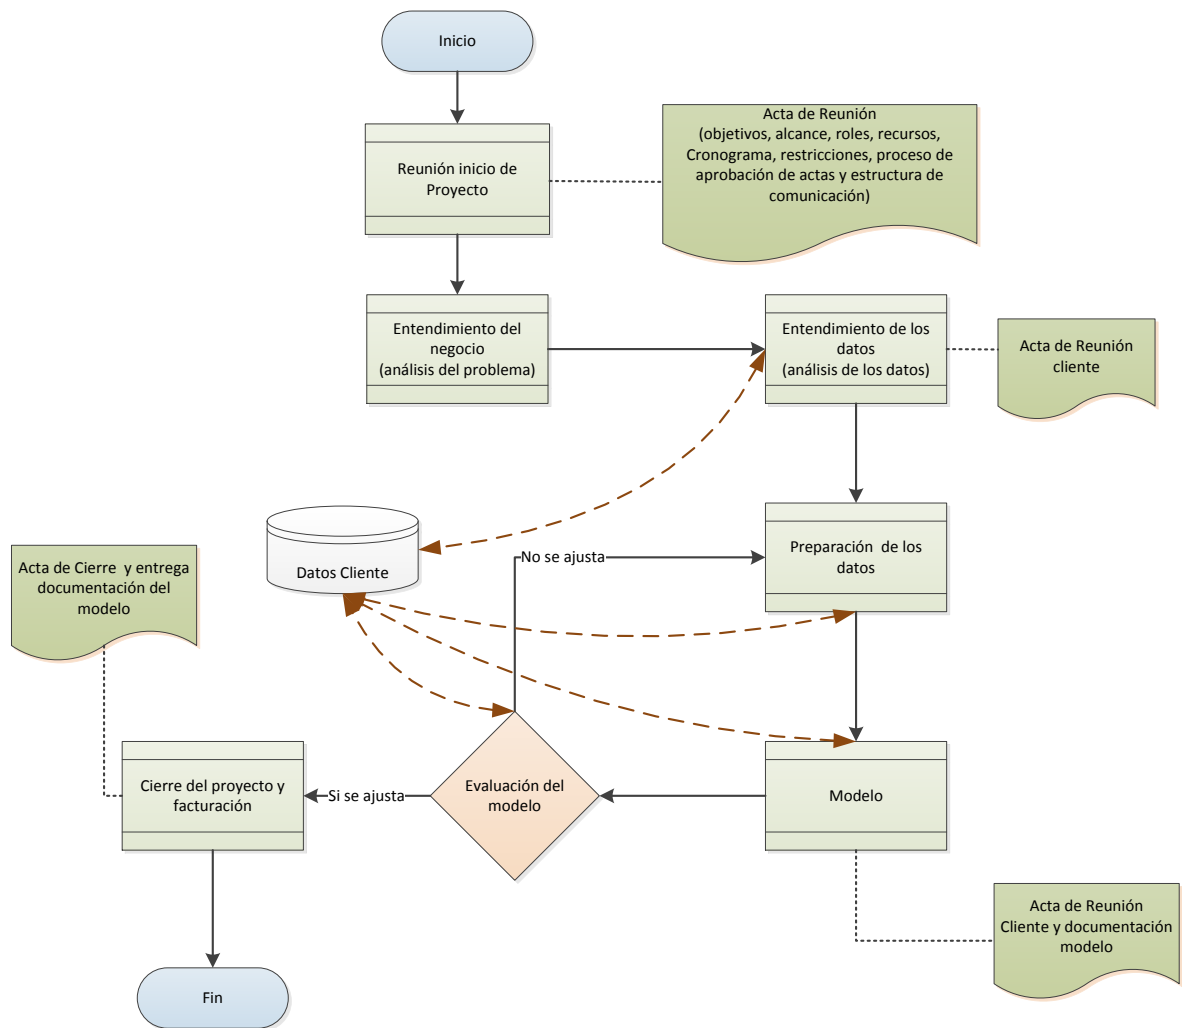 Inicio
Acta de Reunión
(objetivos, alcance, roles, recursos,
Cronograma, restricciones, proceso de
aprobación de actas y estructura de
comunicación)
Reunión inicio de
Proyecto
Entendimiento del
negocio
(análisis del problema)
Entendimiento de los
datos
(análisis de los datos)
Acta de Reunión
cliente
Datos Cliente
No se ajusta
Preparación de los
datos
Acta de Cierre y entrega
documentación del
modelo
Cierre del proyecto y
facturación
Si se ajusta
Evaluación del
modelo
Modelo
Acta de Reunión
Cliente y documentación
modelo
Fin